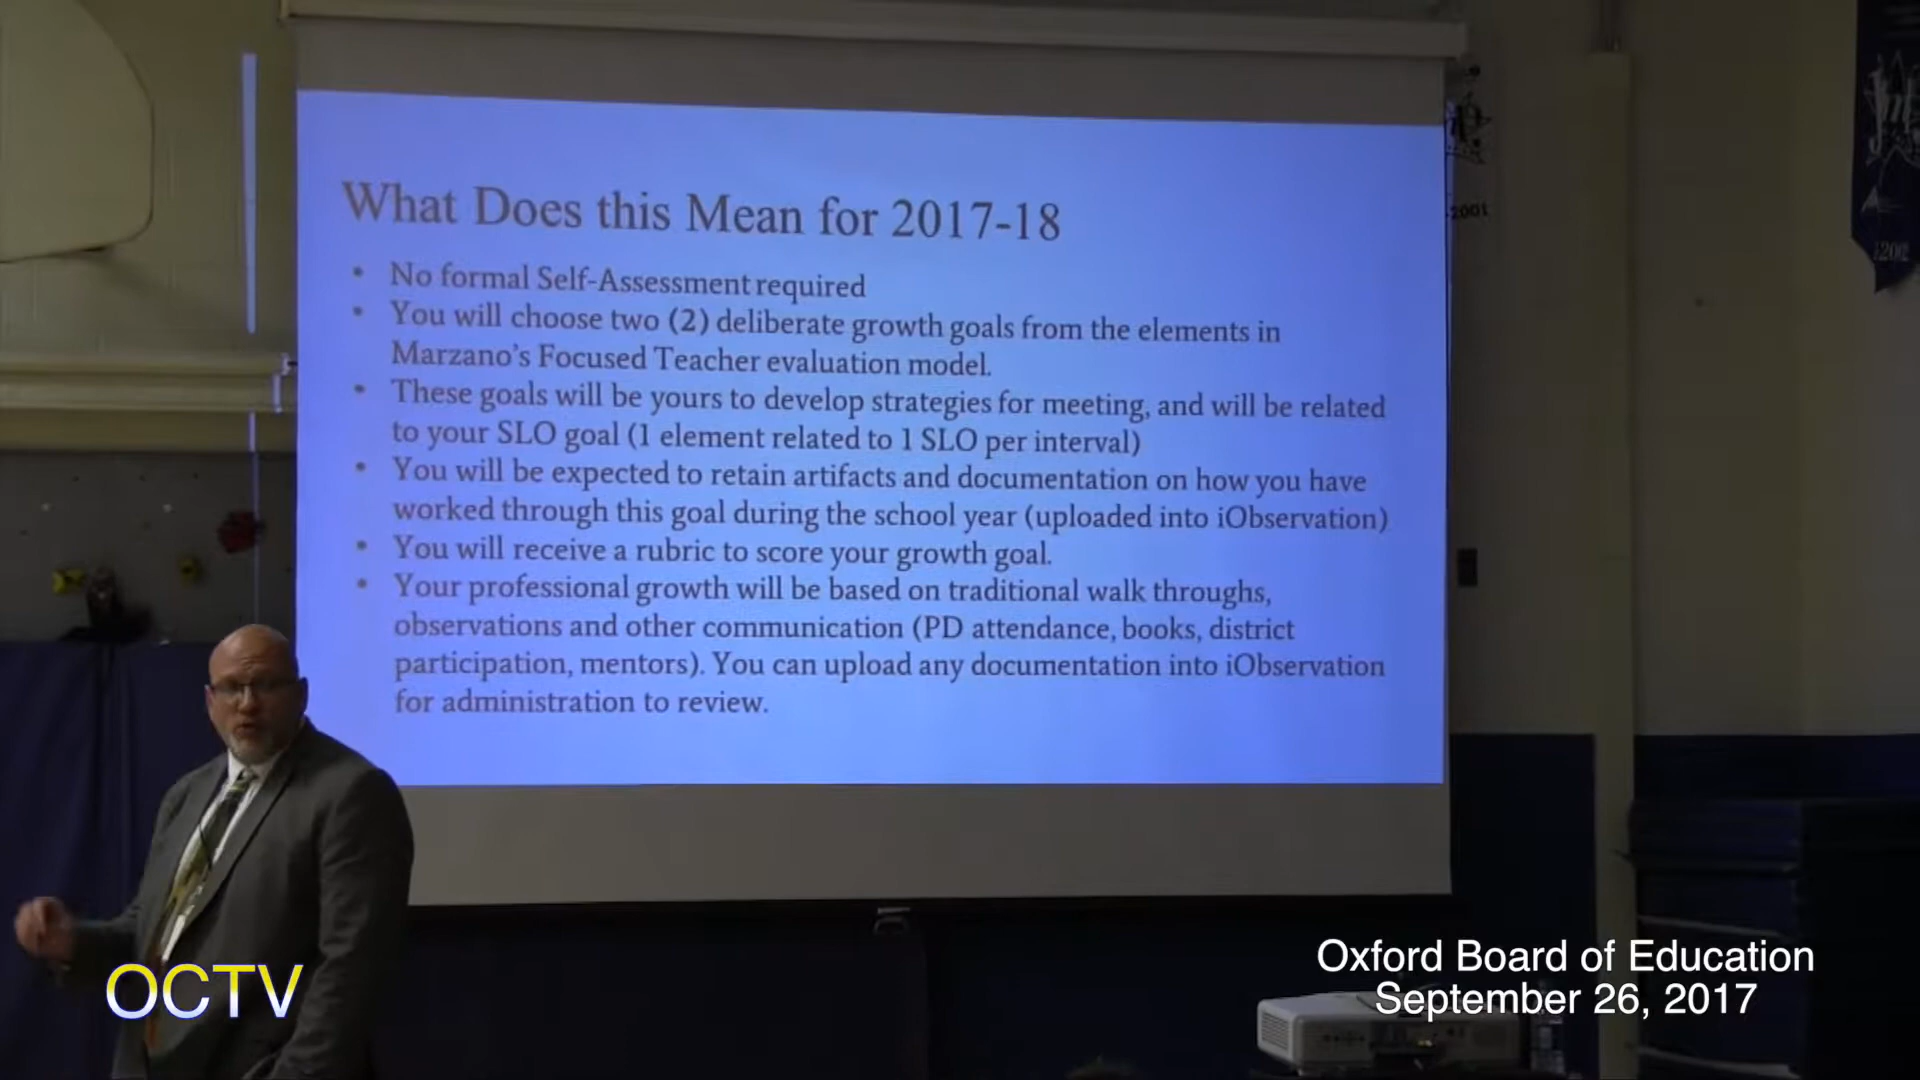 What Does this Mean for 2017-18
• No formal Self-Assessment required
• You will choose two (2) deliberate growth goals from the elements in
Marzano's Focused Teacher evaluation model.
• These goals will be yours to develop strategies for meeting, and will be related
to your SLO goal (1 element related to 1 SLO per interval)
• You will be expected to retain artifacts and documentation on how you have
worked through this goal during the school year (uploaded into iObservation)
• You will receive a rubric to score your growth goal.
• Your professional growth will be based on traditional walk throughs,
observations and other communication (PD attendance, books, district
participation, mentors). You can upload any documentation into iObservation
for administration to review.
2001
OCTV
Oxford Board of Education
September 26, 2017